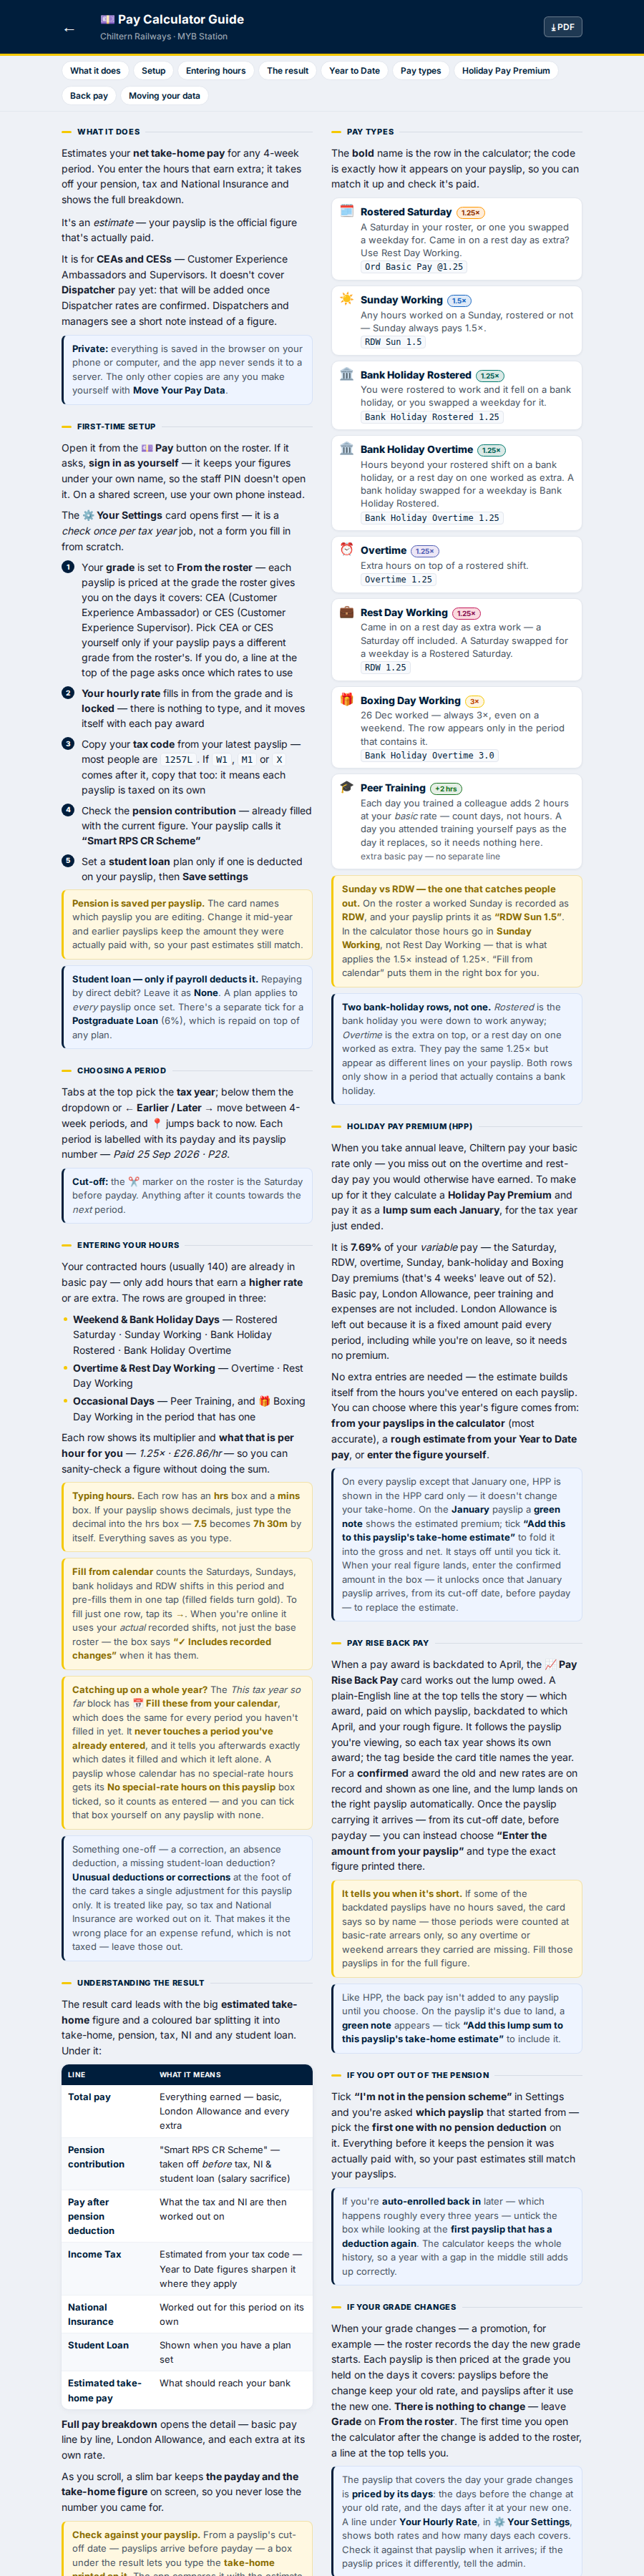 ← 💷 Pay Calculator Guide
Chiltern Railways · MYB Station
⤓ PDF
What it does
Setup
Entering hours
The result
Year to Date
Pay types
Holiday Pay Premium
Back pay
Moving your data
WHAT IT DOES
Estimates your net take-home pay for any 4-
week period. You enter the hours that earn extra; it takes
off your pension, tax and National Insurance and
shows the full breakdown.
It's an estimate — your payslip is the official figure
that's actually paid.
It is for CEAs and CESs — Customer Experience
Ambassadors and Supervisors. It doesn't cover
Dispatcher pay yet: that will be added once
Dispatcher rates are confirmed. Dispatchers and
managers see a short note instead of a figure.
Private: everything is saved in the browser on your
phone or computer, and the app never sends it to a
server. The only other copies are any you make
yourself with Move Your Pay Data.
FIRST-TIME SETUP
Open it from the 💷 Pay button on the roster. If it
asks, sign in as yourself — it keeps your figures
under your own name, so the staff PIN doesn't open
it. On a shared screen, use your own phone instead.
The ⚙️ Your Settings card opens first — it is a
check once per tax year job, not a form you fill in
from scratch.
1 Your grade is set to From the roster — each
payslip is priced at the grade the roster gives
you on the days it covers: CEA (Customer
Experience Ambassador) or CES (Customer
Experience Supervisor). Pick CEA or CES
yourself only if your payslip pays a different
grade from the roster's. If you do, a line at the
top of the page asks once which rates to use
2 Your hourly rate fills in from the grade and is
locked — there is nothing to type, and it moves
itself with each pay award
3 Copy your tax code from your latest payslip —
most people are 1257L . If W1 , M1 or X
comes after it, copy that too: it means each
payslip is taxed on its own
4 Check the pension contribution — already filled
with the current figure. Your payslip calls it
“Smart RPS CR Scheme”
5 Set a student loan plan only if one is deducted
on your payslip, then Save settings
Pension is saved per payslip. The card names
which payslip you are editing. Change it mid-year
and earlier payslips keep the amount they were
actually paid with, so your past estimates still match.
Student loan — only if payroll deducts it. Repaying
by direct debit? Leave it as None. A plan applies to
every payslip once set. There's a separate tick for a
Postgraduate Loan (6%), which is repaid on top of
any plan.
CHOOSING A PERIOD
Tabs at the top pick the tax year; below them the
dropdown or ← Earlier / Later → move between 4-
week periods, and 📍 jumps back to now. Each
period is labelled with its payday and its payslip
number — Paid 25 Sep 2026 · P28.
Cut-off: the ✂️ marker on the roster is the Saturday
before payday. Anything after it counts towards the
next period.
ENTERING YOUR HOURS
Your contracted hours (usually 140) are already in
basic pay — only add hours that earn a higher rate
or are extra. The rows are grouped in three:
• Weekend & Bank Holiday Days — Rostered
Saturday · Sunday Working · Bank Holiday
Rostered · Bank Holiday Overtime
• Overtime & Rest Day Working — Overtime · Rest
Day Working
• Occasional Days — Peer Training, and 🎁 Boxing
Day Working in the period that has one
Each row shows its multiplier and what that is per
hour for you — 1.25× · £26.86/hr — so you can
sanity-check a figure without doing the sum.
Typing hours. Each row has an hrs box and a mins
box. If your payslip shows decimals, just type the
decimal into the hrs box — 7.5 becomes 7h 30m by
itself. Everything saves as you type.
Fill from calendar counts the Saturdays, Sundays,
bank holidays and RDW shifts in this period and
pre-fills them in one tap (filled fields turn gold). To
fill just one row, tap its →. When you're online it
uses your actual recorded shifts, not just the base
roster — the box says “✓ Includes recorded
changes” when it has them.
Catching up on a whole year? The This tax year so
far block has 📅 Fill these from your calendar,
which does the same for every period you haven't
filled in yet. It never touches a period you've
already entered, and it tells you afterwards exactly
which dates it filled and which it left alone. A
payslip whose calendar has no special-rate hours
gets its No special-rate hours on this payslip box
ticked, so it counts as entered — and you can tick
that box yourself on any payslip with none.
Something one-off — a correction, an absence
deduction, a missing student-loan deduction?
Unusual deductions or corrections at the foot of
the card takes a single adjustment for this payslip
only. It is treated like pay, so tax and National
Insurance are worked out on it. That makes it the
wrong place for an expense refund, which is not
taxed — leave those out.
UNDERSTANDING THE RESULT
The result card leads with the big estimated take-
home figure and a coloured bar splitting it into
take-home, pension, tax, NI and any student loan.
Under it:
LINE WHAT IT MEANS
Total pay Everything earned — basic,
London Allowance and every
extra
Pension contribution "Smart RPS CR Scheme" —
taken off before tax, NI &
student loan (salary sacrifice)
Pay after pension deduction What the tax and NI are then
worked out on
Income Tax Estimated from your tax code —
Year to Date figures sharpen it
where they apply
National Insurance Worked out for this period on its
own
Student Loan Shown when you have a plan
set
Estimated take-home pay What should reach your bank
Full pay breakdown opens the detail — basic pay
line by line, London Allowance, and each extra at its
own rate.
As you scroll, a slim bar keeps the payday and the
take-home figure on screen, so you never lose the
number you came for.
Check against your payslip. From a payslip's cut-
off date — payslips arrive before payday — a box
under the result lets you type the take-home
PAY TYPES
The bold name is the row in the calculator; the code
is exactly how it appears on your payslip, so you can
match it up and check it's paid.
🗓️ Rostered Saturday 1.25×
A Saturday in your roster, or one you swapped
a weekday for. Came in on a rest day as extra?
Use Rest Day Working.
Ord Basic Pay @1.25
☀️ Sunday Working 1.5×
Any hours worked on a Sunday, rostered or not
— Sunday always pays 1.5×.
RDW Sun 1.5
🏛️ Bank Holiday Rostered 1.25×
You were rostered to work and it fell on a bank
holiday, or you swapped a weekday for it.
Bank Holiday Rostered 1.25
🏛️ Bank Holiday Overtime 1.25×
Hours beyond your rostered shift on a bank
holiday, or a rest day on one worked as extra. A
bank holiday swapped for a weekday is Bank
Holiday Rostered.
Bank Holiday Overtime 1.25
⏰ Overtime 1.25×
Extra hours on top of a rostered shift.
Overtime 1.25
💼 Rest Day Working 1.25×
Came in on a rest day as extra work — a
Saturday off included. A Saturday swapped for
a weekday is a Rostered Saturday.
RDW 1.25
🎁 Boxing Day Working 3×
26 Dec worked — always 3×, even on a
weekend. The row appears only in the period
that contains it.
Bank Holiday Overtime 3.0
🎓 Peer Training +2 hrs
Each day you trained a colleague adds 2 hours
at your basic rate — count days, not hours. A
day you attended training yourself pays as the
day it replaces, so it needs nothing here.
extra basic pay — no separate line
Sunday vs RDW — the one that catches people
out. On the roster a worked Sunday is recorded as
RDW, and your payslip prints it as “RDW Sun 1.5”.
In the calculator those hours go in Sunday
Working, not Rest Day Working — that is what
applies the 1.5× instead of 1.25×. “Fill from
calendar” puts them in the right box for you.
Two bank-holiday rows, not one. Rostered is the
bank holiday you were down to work anyway;
Overtime is the extra on top, or a rest day on one
worked as extra. They pay the same 1.25× but
appear as different lines on your payslip. Both rows
only show in a period that actually contains a bank
holiday.
HOLIDAY PAY PREMIUM (HPP)
When you take annual leave, Chiltern pay your basic
rate only — you miss out on the overtime and rest-
day pay you would otherwise have earned. To make
up for it they calculate a Holiday Pay Premium and
pay it as a lump sum each January, for the tax year
just ended.
It is 7.69% of your variable pay — the Saturday,
RDW, overtime, Sunday, bank-holiday and Boxing
Day premiums (that's 4 weeks' leave out of 52).
Basic pay, London Allowance, peer training and
expenses are not included. London Allowance is
left out because it is a fixed amount paid every
period, including while you're on leave, so it needs
no premium.
No extra entries are needed — the estimate builds
itself from the hours you've entered on each payslip.
You can choose where this year's figure comes from:
from your payslips in the calculator (most
accurate), a rough estimate from your Year to Date
pay, or enter the figure yourself.
On every payslip except that January one, HPP is
shown in the HPP card only — it doesn't change
your take-home. On the January payslip a green
note shows the estimated premium; tick “Add this
to this payslip's take-home estimate” to fold it
into the gross and net. It stays off until you tick it.
When your real figure lands, enter the confirmed
amount in the box — it unlocks once that January
payslip arrives, from its cut-off date, before payday
— to replace the estimate.
PAY RISE BACK PAY
When a pay award is backdated to April, the 📈 Pay
Rise Back Pay card works out the lump owed. A
plain-English line at the top tells the story — which
award, paid on which payslip, backdated to which
April, and your rough figure. It follows the payslip
you're viewing, so each tax year shows its own
award; the tag beside the card title names the year.
For a confirmed award the old and new rates are on
record and shown as one line, and the lump lands on
the right payslip automatically. Once the payslip
carrying it arrives — from its cut-off date, before
payday — you can instead choose “Enter the
amount from your payslip” and type the exact
figure printed there.
It tells you when it's short. If some of the
backdated payslips have no hours saved, the card
says so by name — those periods were counted at
basic-rate arrears only, so any overtime or
weekend arrears they carried are missing. Fill those
payslips in for the full figure.
Like HPP, the back pay isn't added to any payslip
until you choose. On the payslip it's due to land, a
green note appears — tick “Add this lump sum to
this payslip's take-home estimate” to include it.
IF YOU OPT OUT OF THE PENSION
Tick “I'm not in the pension scheme” in Settings
and you're asked which payslip that started from —
pick the first one with no pension deduction on
it. Everything before it keeps the pension it was
actually paid with, so your past estimates still match
your payslips.
If you're auto-enrolled back in later — which
happens roughly every three years — untick the
box while looking at the first payslip that has a
deduction again. The calculator keeps the whole
history, so a year with a gap in the middle still adds
up correctly.
IF YOUR GRADE CHANGES
When your grade changes — a promotion, for
example — the roster records the day the new grade
starts. Each payslip is then priced at the grade you
held on the days it covers: payslips before the
change keep your old rate, and payslips after it use
the new one. There is nothing to change — leave
Grade on From the roster. The first time you open
the calculator after the change is added to the roster,
a line at the top tells you.
The payslip that covers the day your grade changes
is priced by its days: the days before the change at
your old rate, and the days after it at your new one.
A line under Your Hourly Rate, in ⚙️ Your Settings,
shows both rates and how many days each covers.
Check it against that payslip when it arrives; if the
payslip prices it differently, tell the admin.